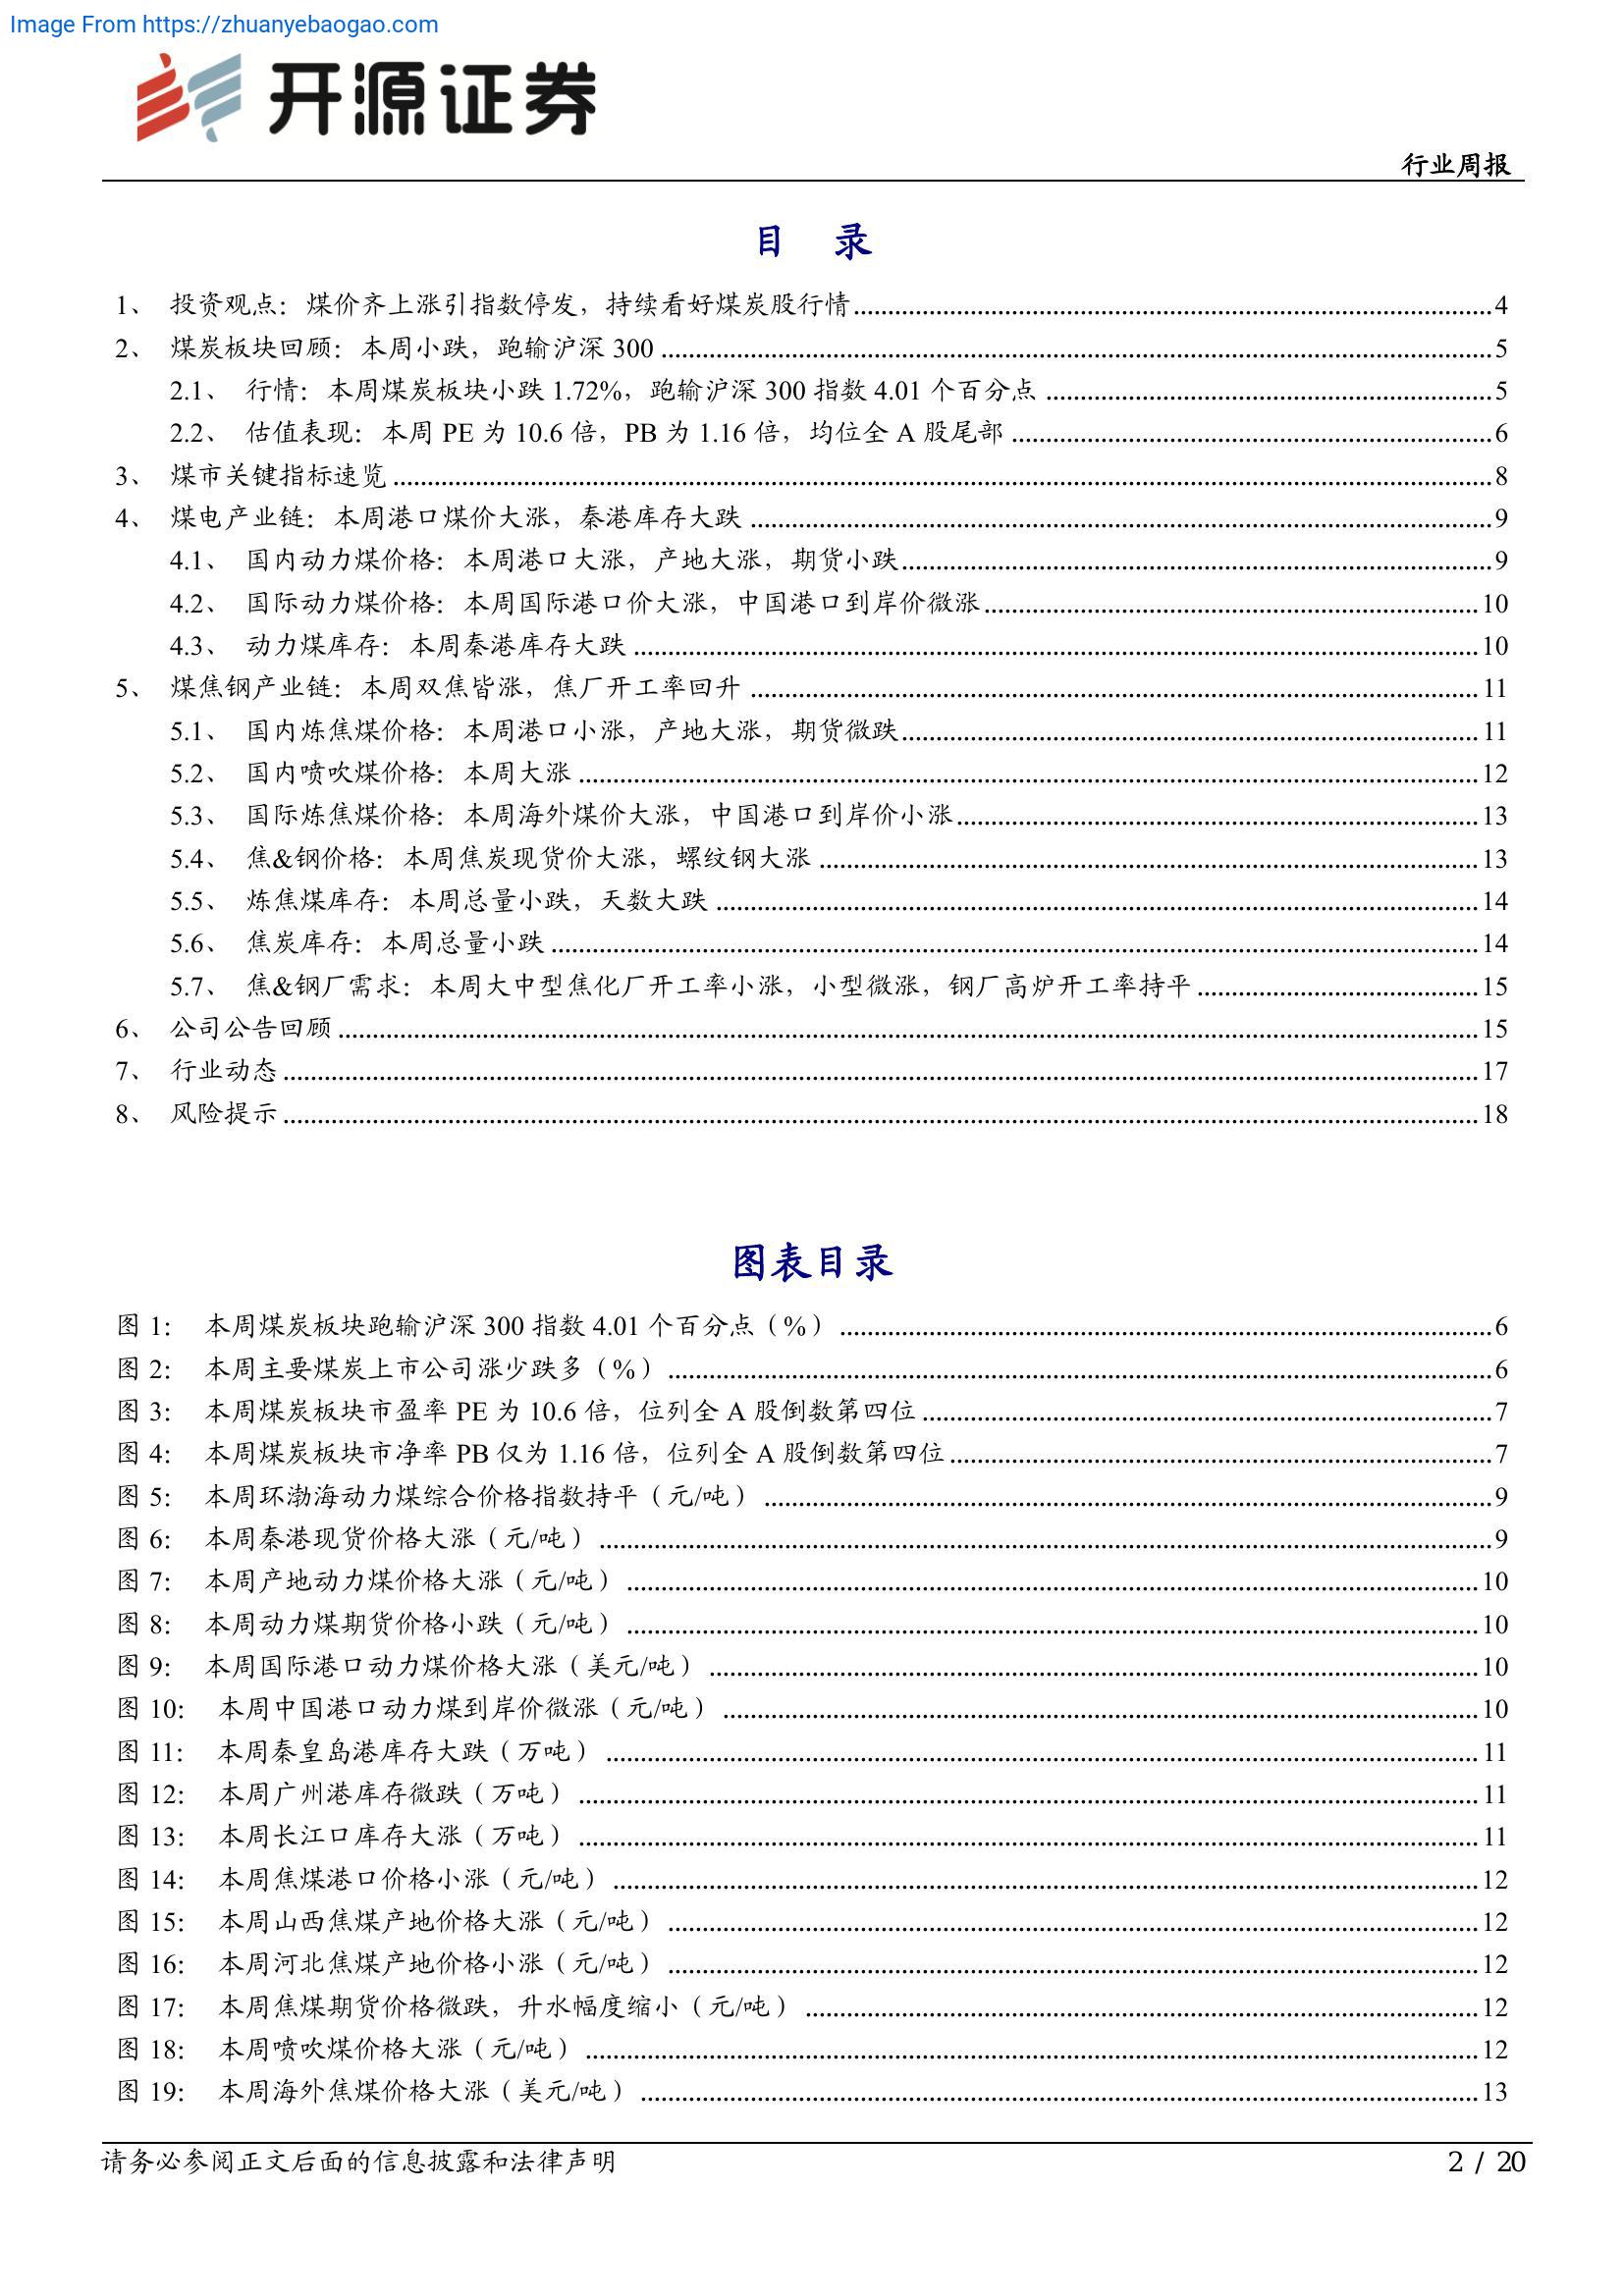 Image From https://zhuanyebaogao.com
开源证券
行业周报
目 录
1、 投资观点：煤价齐上涨引指数停发，持续看好煤炭股行情 4
2、 煤炭板块回顾：本周小跌，跑输沪深 300 5
2.1、 行情：本周煤炭板块小跌 1.72%，跑输沪深 300 指数 4.01 个百分点 5
2.2、 估值表现：本周 PE 为 10.6 倍，PB 为 1.16 倍，均位全 A 股尾部 6
3、 煤市关键指标速览 8
4、 煤电产业链：本周港口煤价大涨，秦港库存大跌 9
4.1、 国内动力煤价格：本周港口大涨，产地大涨，期货小跌 9
4.2、 国际动力煤价格：本周国际港口价大涨，中国港口到岸价微涨 10
4.3、 动力煤库存：本周秦港库存大跌 10
5、 煤焦钢产业链：本周双焦皆涨，焦厂开工率回升 11
5.1、 国内炼焦煤价格：本周港口小涨，产地大涨，期货微跌 11
5.2、 国内喷吹煤价格：本周大涨 12
5.3、 国际炼焦煤价格：本周海外煤价大涨，中国港口到岸价小涨 13
5.4、 焦&钢价格：本周焦炭现货价大涨，螺纹钢大涨 13
5.5、 炼焦煤库存：本周总量小跌，天数大跌 14
5.6、 焦炭库存：本周总量小跌 14
5.7、 焦&钢厂需求：本周大中型焦化厂开工率小涨，小型微涨，钢厂高炉开工率持平 15
6、 公司公告回顾 15
7、 行业动态 17
8、 风险提示 18
图表目录
图 1： 本周煤炭板块跑输沪深 300 指数 4.01 个百分点（%） 6
图 2： 本周主要煤炭上市公司涨少跌多（%） 6
图 3： 本周煤炭板块市盈率 PE 为 10.6 倍，位列全 A 股倒数第四位 7
图 4： 本周煤炭板块市净率 PB 仅为 1.16 倍，位列全 A 股倒数第四位 7
图 5： 本周环渤海动力煤综合价格指数持平（元/吨） 9
图 6： 本周秦港现货价格大涨（元/吨） 9
图 7： 本周产地动力煤价格大涨（元/吨） 10
图 8： 本周动力煤期货价格小跌（元/吨） 10
图 9： 本周国际港口动力煤价格大涨（美元/吨） 10
图 10： 本周中国港口动力煤到岸价微涨（元/吨） 10
图 11： 本周秦皇岛港库存大跌（万吨） 11
图 12： 本周广州港库存微跌（万吨） 11
图 13： 本周长江口库存大涨（万吨） 11
图 14： 本周焦煤港口价格小涨（元/吨） 12
图 15： 本周山西焦煤产地价格大涨（元/吨） 12
图 16： 本周河北焦煤产地价格小涨（元/吨） 12
图 17： 本周焦煤期货价格微跌，升水幅度缩小（元/吨） 12
图 18： 本周喷吹煤价格大涨（元/吨） 12
图 19： 本周海外焦煤价格大涨（美元/吨） 13
请务必参阅正文后面的信息披露和法律声明 2 / 20